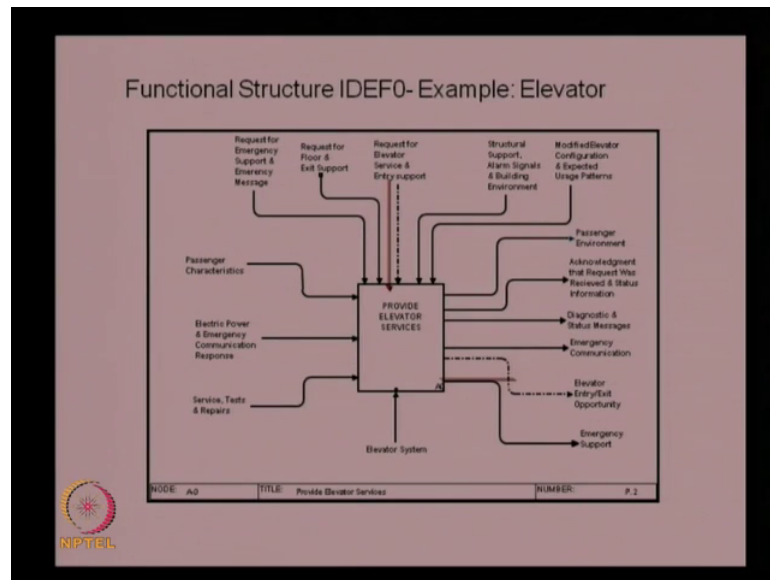 Functional Structure IDEF0- Example: Elevator
Request for
Emergency
Support &
Emerency
Message
Request for
Floor &
Exit Support
Request for
Elevator
Service &
Entry support
Structural
Support,
Alarm Signals
& Building
Environment
Modified Elevator
Configuration
& Expected
Usage Patterns
Passenger
Characteristics
Electric Power
& Emergency
Communication
Response
Service, Tests
& Repairs
PROVIDE
ELEVATOR
SERVICES
A0
Elevator System
Passenger
Environment
Acknowledgment
that Request Was
Recieved & Status
Information
Diagnostic &
Status Messages
Emergency
Communication
Elevator
Entry/Exit
Opportunity
Emergency
Support
NODE: A-0 TITLE: Provide Elevator Services NUMBER: P.2
NPTEL